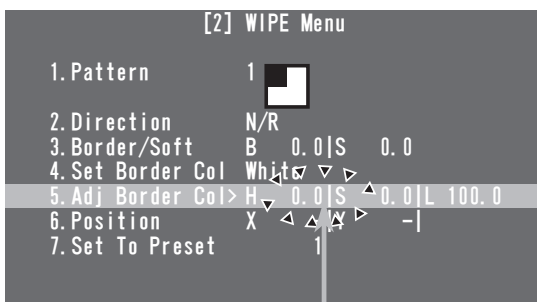 [2] WIPE Menu
1.Pattern 1
2.Direction N/R
3.Border/Soft B 0.0|S 0.0
4.Set Border Col White
5.Adj Border Col> H 0.0|S 0.0|L 100.0
6.Position X -|Y -|
7.Set To Preset 1